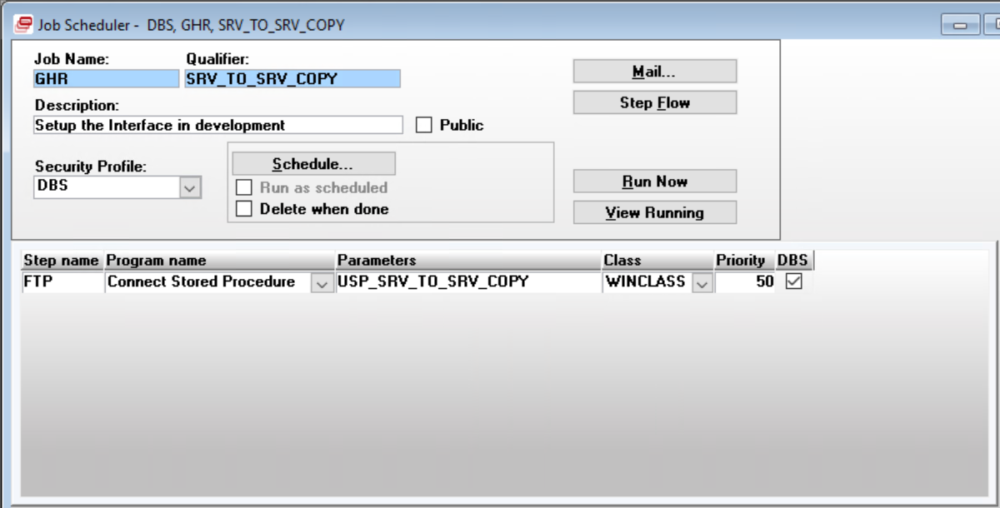 Job Scheduler - DBS, GHR, SRV_TO_SRV_COPY
Job Name: Qualifier:
GHR SRV_TO_SRV_COPY
Mail...
Description:
Step Flow
Setup the Interface in development Public
Security Profile:
DBS
Schedule...
Run as scheduled
Delete when done
Run Now
View Running
Step name Program name Parameters Class Priority DBS
FTP Connect Stored Procedure USP_SRV_TO_SRV_COPY WINCLASS 50